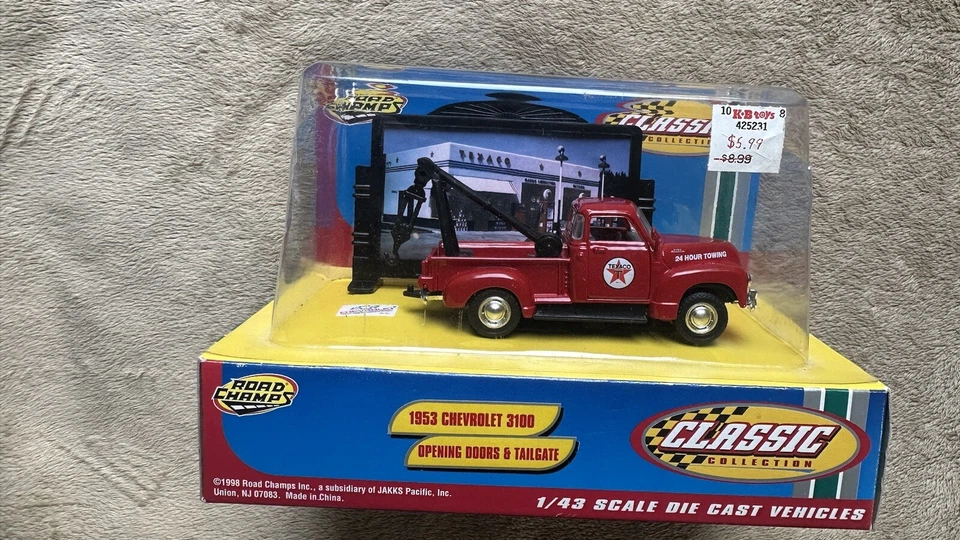 ROAD
CHAMPS
CLASSIC
COLLECTION
10 K·B toys 8
425231
$5.99
$8.99
TEXACO
24 HOUR TOWING
TEXACO
ROAD
CHAMPS
1953 CHEVROLET 3100
OPENING DOORS & TAILGATE
CLASSIC
COLLECTION
©1998 Road Champs Inc., a subsidiary of JAKKS Pacific, Inc.
Union, NJ 07083. Made in China.
1/43 SCALE DIE CAST VEHICLES